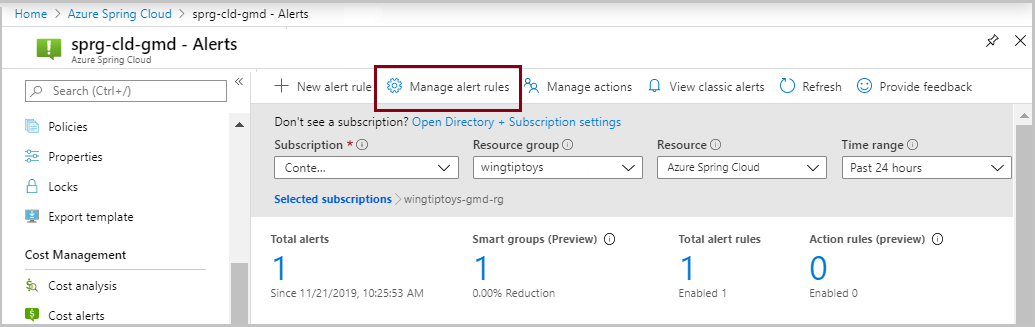 Home > Azure Spring Cloud > sprg-cld-gmd - Alerts
sprg-cld-gmd - Alerts
Azure Spring Cloud
Search (Ctrl+/)
«
Policies
Properties
Locks
Export template
Cost Management
Cost analysis
Cost alerts
New alert rule Manage alert rules Manage actions View classic alerts Refresh Provide feedback
Don't see a subscription? Open Directory + Subscription settings
Subscription * Resource group Resource Time range
Conte... wingtiptoys Azure Spring Cloud Past 24 hours
Selected subscriptions > wingtiptoys-gmd-rg
Total alerts Smart groups (Preview) Total alert rules Action rules (preview)
1 1 1 0
Since 11/21/2019, 10:25:53 AM 0.00% Reduction Enabled 1 Enabled 0